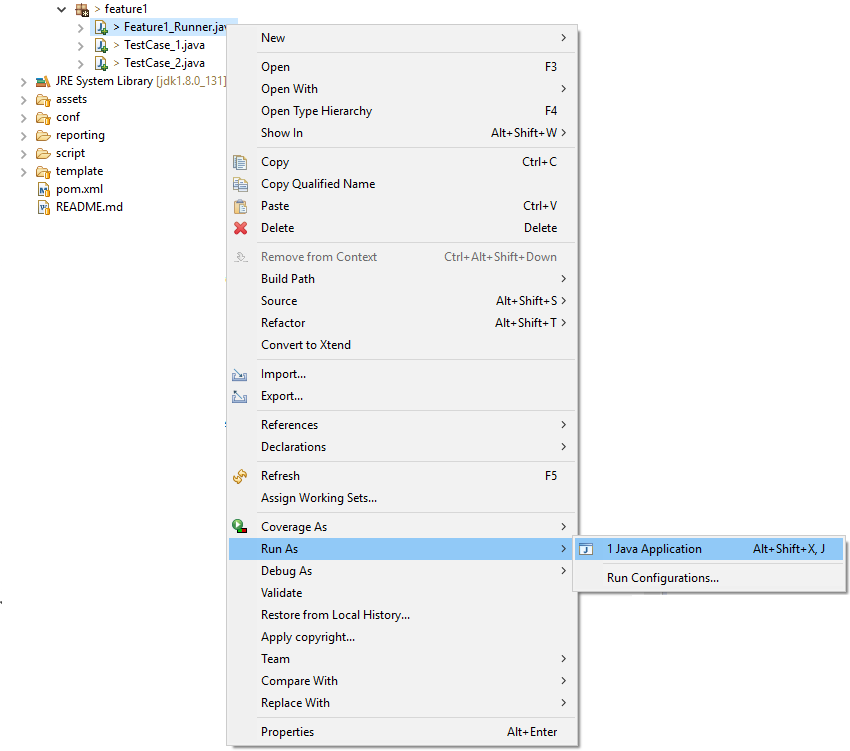 > feature1
> Feature1_Runner.jav
> TestCase_1.java
> TestCase_2.java
JRE System Library [jdk1.8.0_131]
assets
conf
reporting
script
template
pom.xml
README.md
New
Open F3
Open With
Open Type Hierarchy F4
Show In Alt+Shift+W
Copy Ctrl+C
Copy Qualified Name
Paste Ctrl+V
Delete Delete
Remove from Context Ctrl+Alt+Shift+Down
Build Path
Source Alt+Shift+S
Refactor Alt+Shift+T
Convert to Xtend
Import...
Export...
References
Declarations
Refresh F5
Assign Working Sets...
Coverage As
Run As
1 Java Application Alt+Shift+X, J
Run Configurations...
Debug As
Validate
Restore from Local History...
Apply copyright...
Team
Compare With
Replace With
Properties Alt+Enter